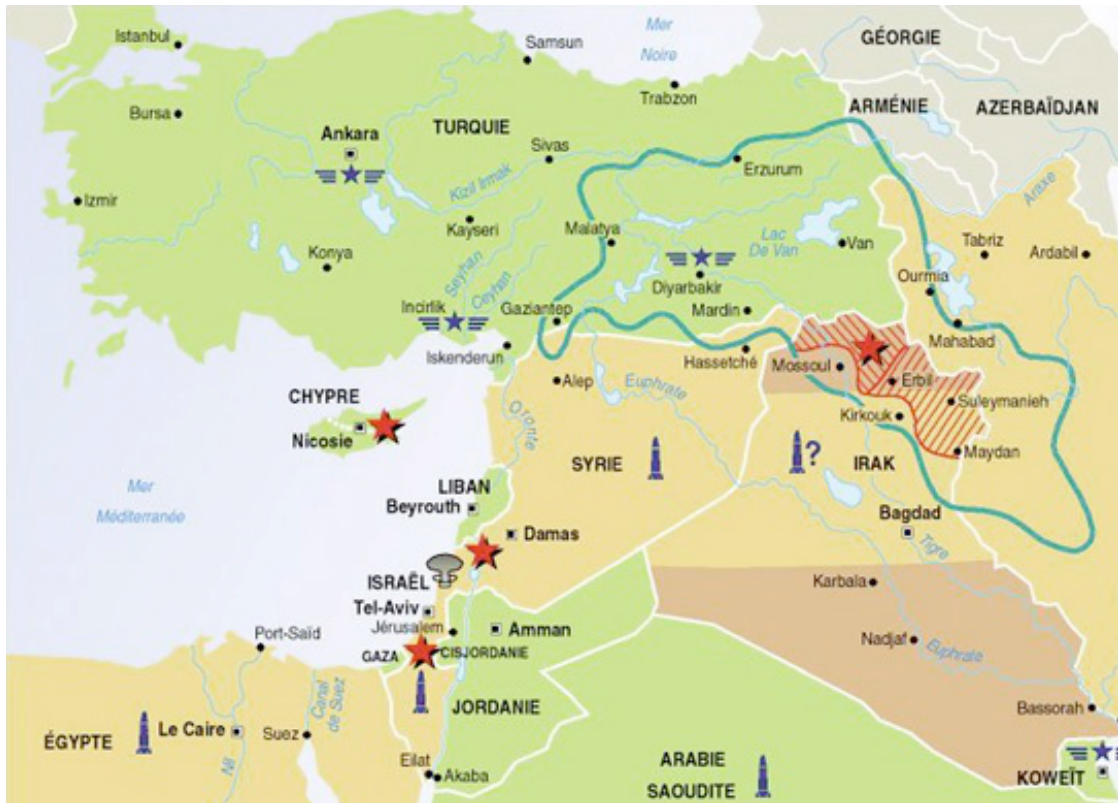 Istanbul
Samsun
Mer
Noire
GÉORGIE
Bursa
Trabzon
ARMÉNIE
AZERBAÏDJAN
Ankara
TURQUIE
Sivas
Erzurum
Kizil Irmak
Araxe
Izmir
Kayseri
Malatya
Lac
De Van
Van
Tabriz
Ardabil
Konya
Seyhan
Ceyhan
Diyarbakir
Ourmia
Incirlik
Gaziantep
Mardin
Mahabad
Iskenderun
Hassetché
Mossoul
Erbil
Alep
Euphrate
CHYPRE
Nicosie
Oronte
Suleymanieh
Kirkouk
SYRIE
?
IRAK
Maydan
LIBAN
Beyrouth
Mer
Méditerranée
Damas
Bagdad
Tigre
ISRAËL
Karbala
Tel-Aviv
Jérusalem
Amman
Port-Saïd
GAZA
CISJORDANIE
Nadjaf
Euphrate
Canal
de Suez
JORDANIE
Bassorah
ÉGYPTE
Le Caire
Suez
Nil
Eilat
Akaba
ARABIE
SAOUDITE
KOWEÏT